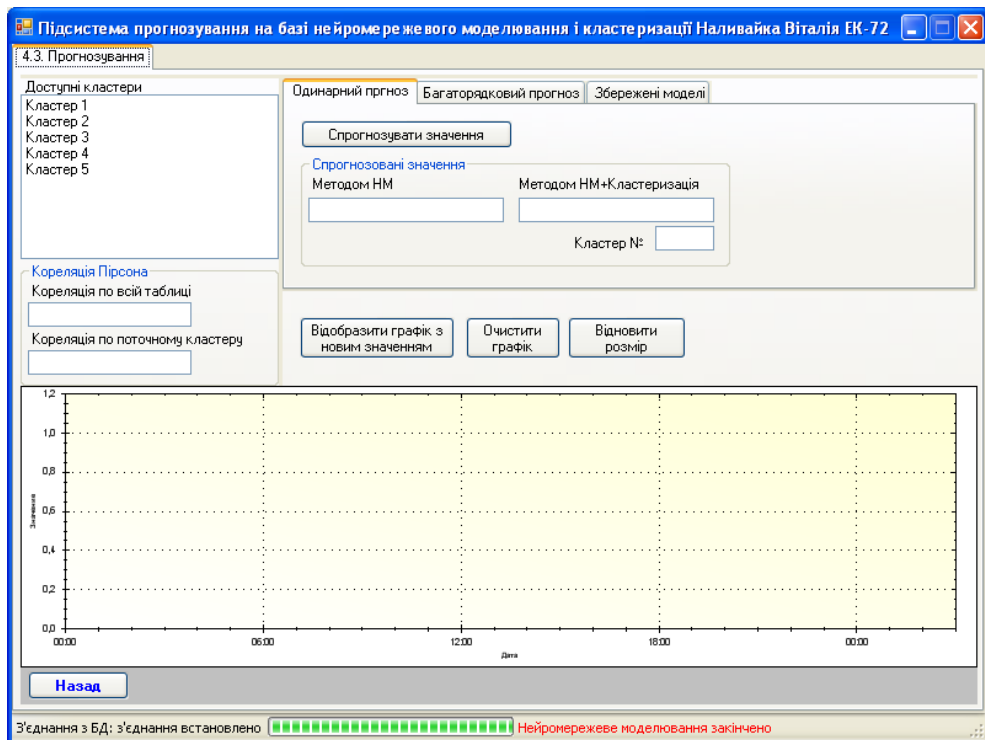 Підсистема прогнозування на базі нейромережевого моделювання і кластеризації Наливайка Віталія ЕК-72
4.3. Прогнозування
Доступні кластери
Кластер 1
Кластер 2
Кластер 3
Кластер 4
Кластер 5
Одинарний пргноз
Багаторядковий прогноз
Збережені моделі
Спрогнозувати значення
Спрогнозовані значення
Методом НМ
Методом НМ+Кластеризація
Кластер №
Кореляція Пірсона
Кореляція по всій таблиці
Кореляція по поточному кластеру
Відобразити графік з
новим значенням
Очистити
графік
Відновити
розмір
1,2
1,0
0,8
0,6
0,4
0,2
0,0
Значения
00:00
06:00
12:00
18:00
00:00
Дата
Назад
З'єднання з БД: з'єднання встановлено
Нейромережеве моделювання закінчено